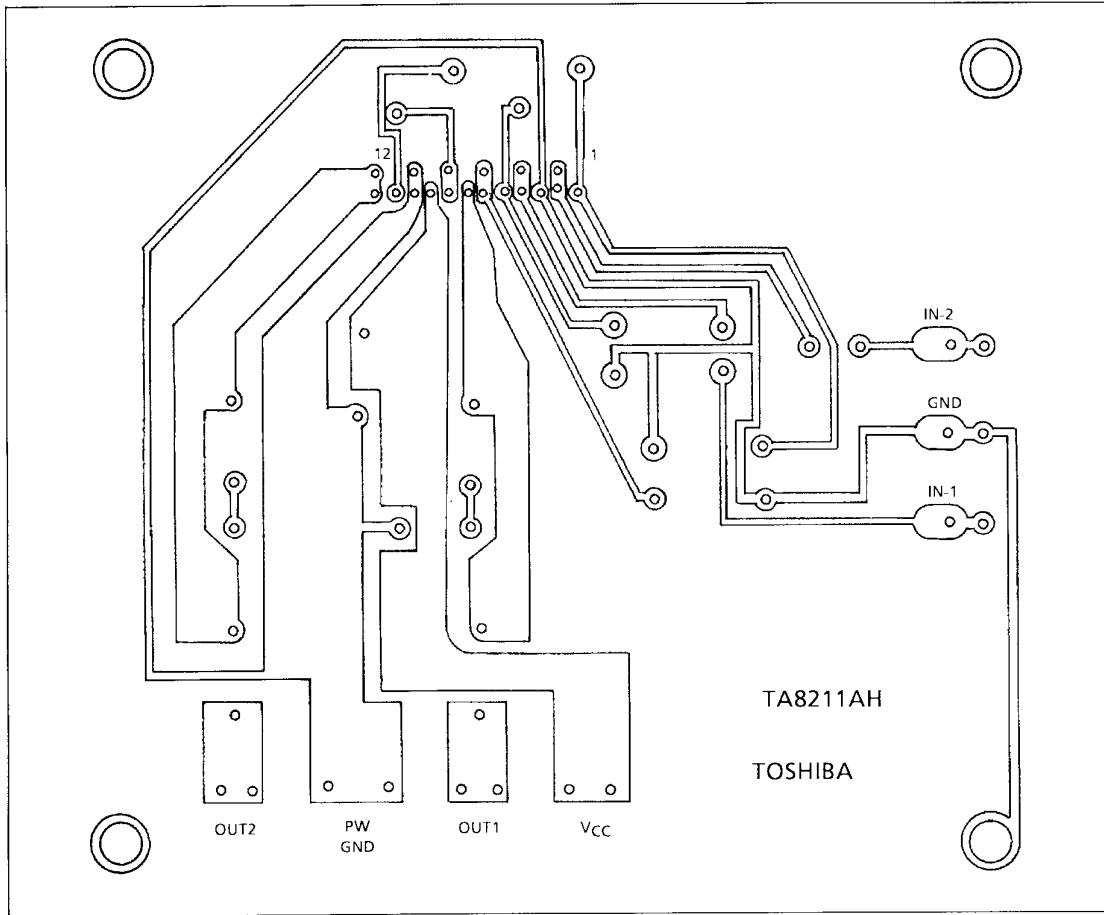 12
1
IN-2
GND
IN-1
TA8211AH
TOSHIBA
OUT2
PW
GND
OUT1
VCC